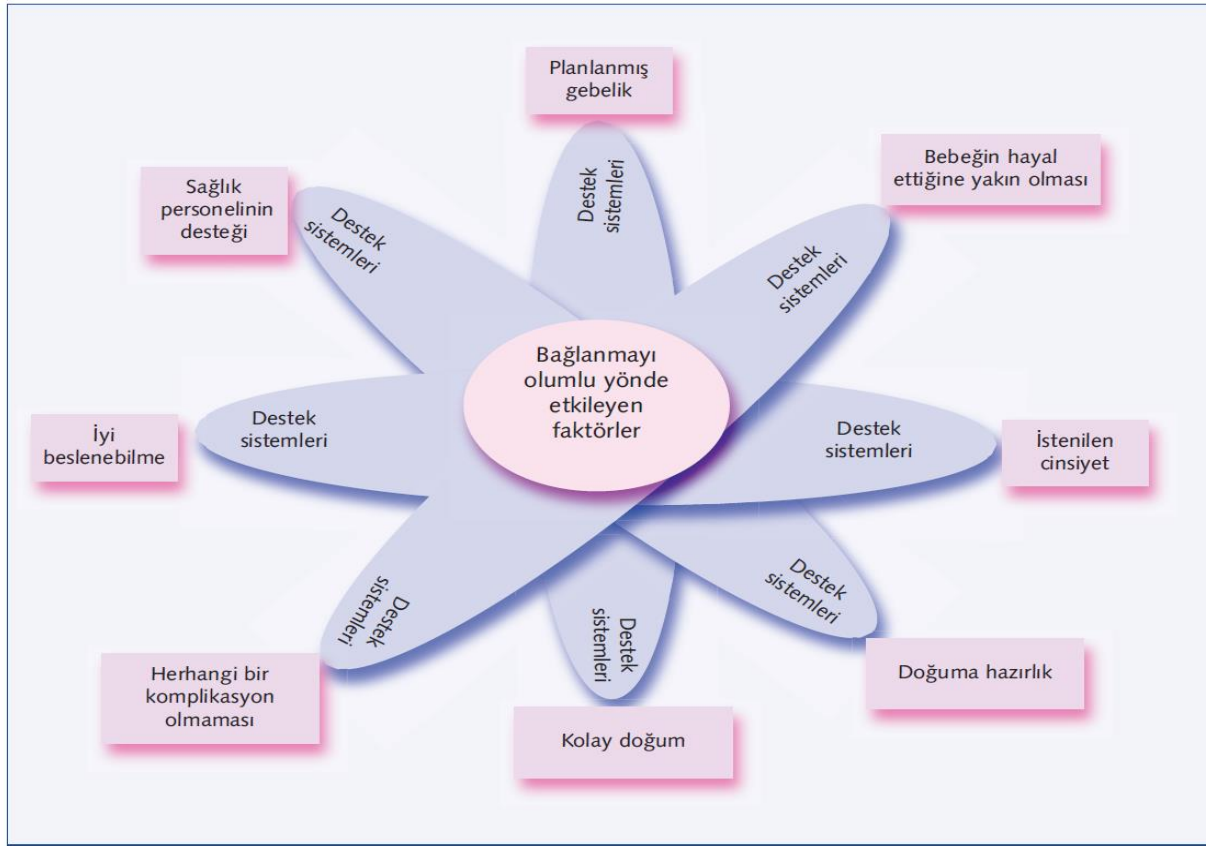 Planlanmış
gebelik
Destek
sistemleri
Bebeğin hayal
ettiğine yakın olması
Destek
sistemleri
Sağlık
personelinin
desteği
Destek
sistemleri
Bağlanmayı
olumlu yönde
etkileyen
faktörler
İyi
beslenebilme
Destek
sistemleri
Destek
sistemleri
İstenilen
cinsiyet
Destek
sistemleri
Doğuma hazırlık
Destek
sistemleri
Herhangi bir
komplikasyon
olmaması
Destek
sistemleri
Kolay doğum